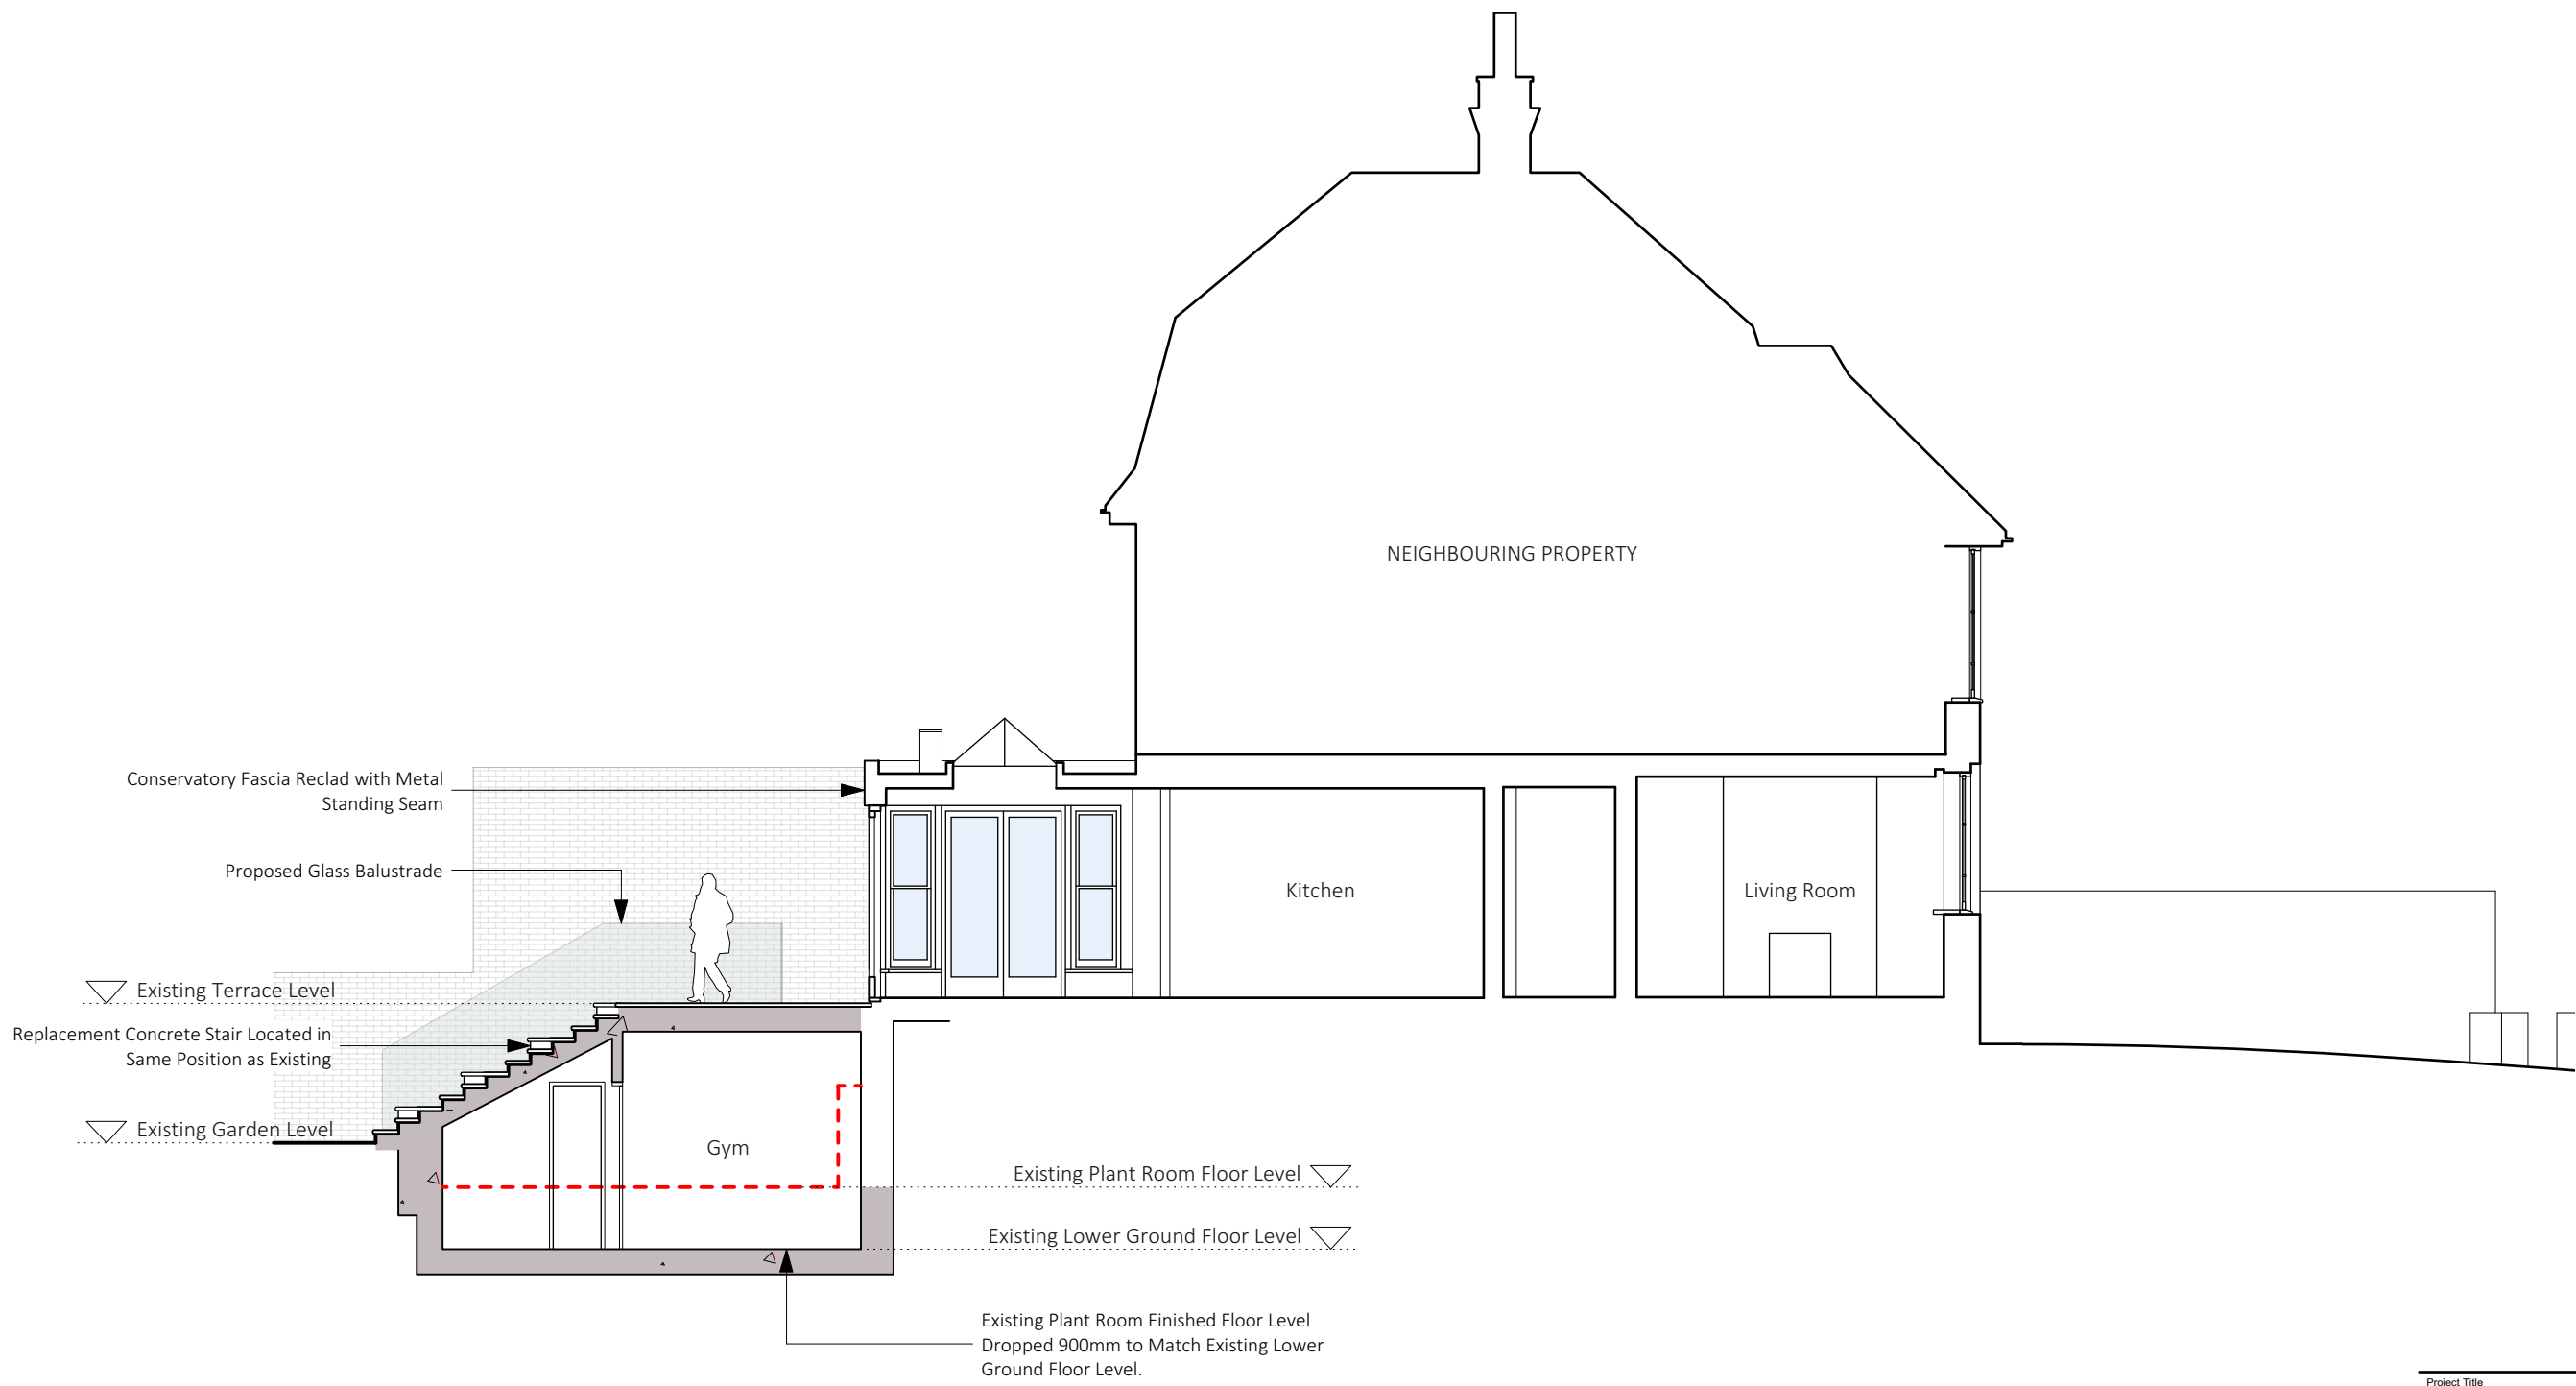 NEIGHBOURING PROPERTY
Conservatory Fascia Reclad with Metal
Standing Seam
Proposed Glass Balustrade
Kitchen
Living Room
Existing Terrace Level
Replacement Concrete Stair Located in
Same Position as Existing
Existing Garden Level
Gym
Existing Plant Room Floor Level
Existing Lower Ground Floor Level
Existing Plant Room Finished Floor Level
Dropped 900mm to Match Existing Lower
Ground Floor Level.
Project Title